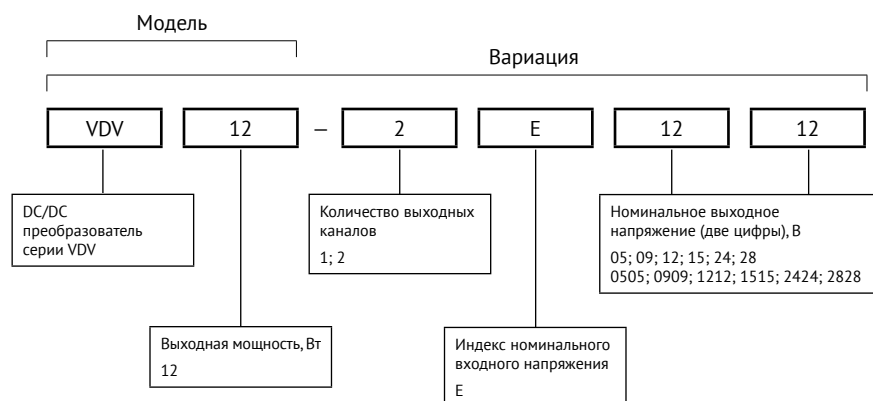 Модель
Вариация
VDV 12 – 2 E 12 12
DC/DC
преобразователь
серии VDV
Количество выходных
каналов
1; 2
Номинальное выходное
напряжение (две цифры), В
05; 09; 12; 15; 24; 28
0505; 0909; 1212; 1515; 2424; 2828
Выходная мощность, Вт
12
Индекс номинального
входного напряжения
E